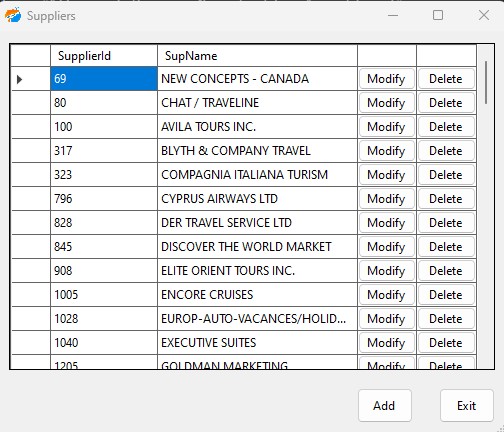 Suppliers
SupplierId SupName
69 NEW CONCEPTS - CANADA Modify Delete
80 CHAT / TRAVELINE Modify Delete
100 AVILA TOURS INC. Modify Delete
317 BLYTH & COMPANY TRAVEL Modify Delete
323 COMPAGNIA ITALIANA TURISM Modify Delete
796 CYPRUS AIRWAYS LTD Modify Delete
828 DER TRAVEL SERVICE LTD Modify Delete
845 DISCOVER THE WORLD MARKET Modify Delete
908 ELITE ORIENT TOURS INC. Modify Delete
1005 ENCORE CRUISES Modify Delete
1028 EUROP-AUTO-VACANCES/HOLID... Modify Delete
1040 EXECUTIVE SUITES Modify Delete
1205 GOLDMAN MARKETING Modify Delete
Add Exit